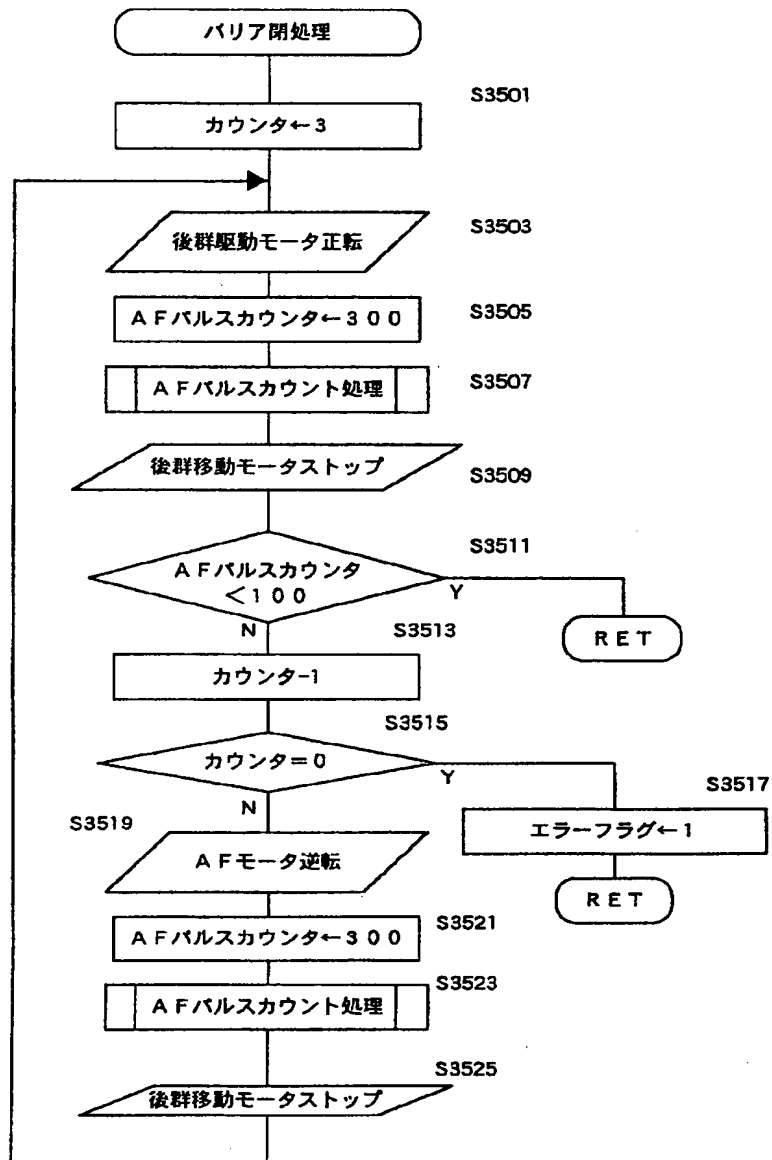 バリア閉処理
S3501
カウンタ←3
S3503
後群駆動モータ正転
S3505
ＡＦパルスカウンタ←３００
S3507
ＡＦパルスカウント処理
後群移動モータストップ
S3509
S3511
ＡＦパルスカウンタ
＜１００
Y
N
RET
S3513
カウンタ-1
S3515
カウンタ＝0
Y
N
S3517
エラーフラグ←1
RET
S3519
ＡＦモータ逆転
S3521
ＡＦパルスカウンタ←３００
S3523
ＡＦパルスカウント処理
S3525
後群移動モータストップ